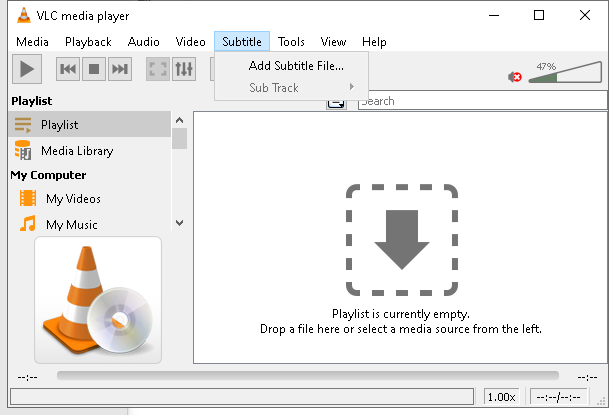 VLC media player
Media Playback Audio Video Subtitle Tools View Help
Add Subtitle File...
Sub Track
47%
Playlist
Search
Playlist
Media Library
My Computer
My Videos
My Music
Playlist is currently empty.
Drop a file here or select a media source from the left.
--:-- --:--
1.00x --:--/--:--